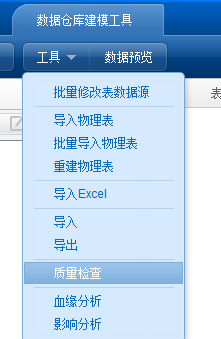 数据仓库建模工具
工具 数据预览
表
批量修改表数据源
导入物理表
批量导入物理表
重建物理表
导入Excel
导入
导出
质量检查
血缘分析
影响分析